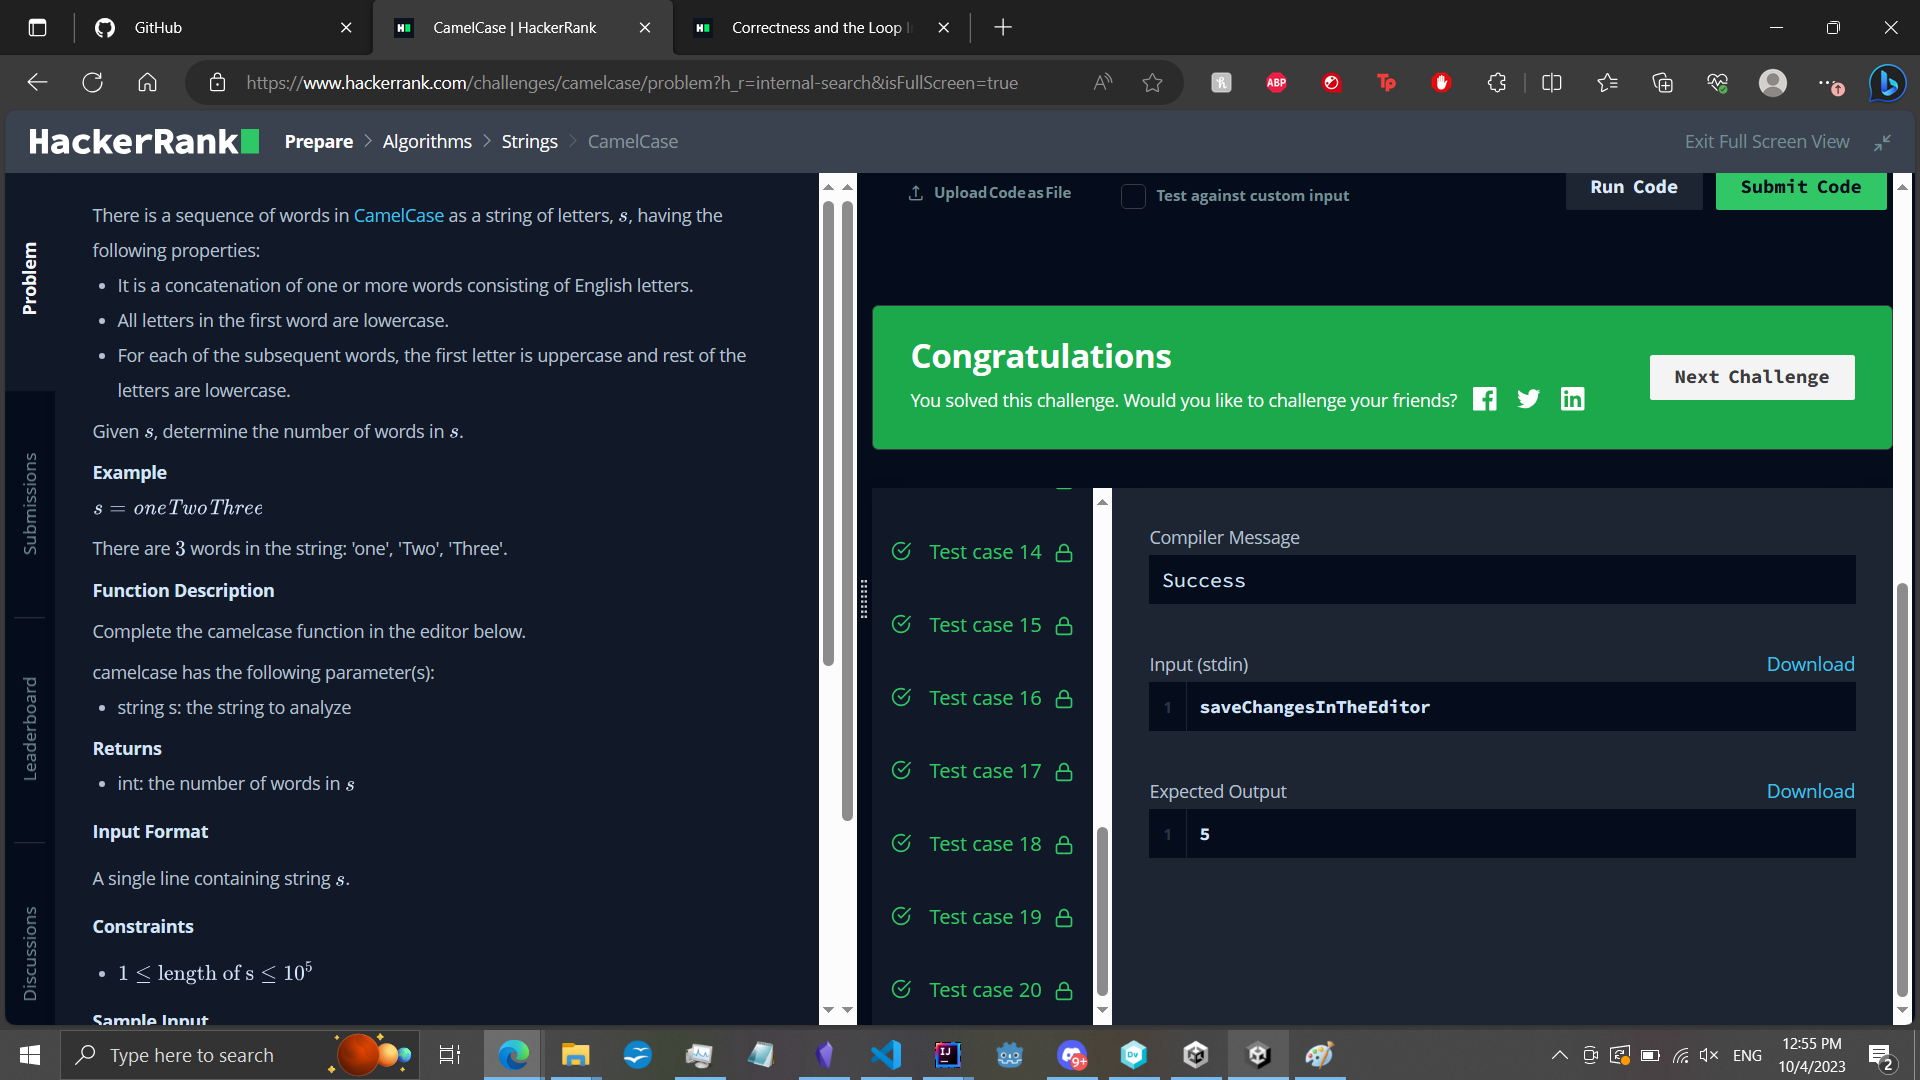 GitHub
CamelCase | HackerRank
Correctness and the Loop
https://www.hackerrank.com/challenges/camelcase/problem?h_r=internal-search&isFullScreen=true
ABP
Tp
HackerRank
Prepare
Algorithms
Strings
CamelCase
Exit Full Screen View
Problem
Submissions
Leaderboard
Discussions
There is a sequence of words in CamelCase as a string of letters, s, having the
following properties:
• It is a concatenation of one or more words consisting of English letters.
• All letters in the first word are lowercase.
• For each of the subsequent words, the first letter is uppercase and rest of the
letters are lowercase.
Given s, determine the number of words in s.
Example
s = oneTwoThree
There are 3 words in the string: 'one', 'Two', 'Three'.
Function Description
Complete the camelcase function in the editor below.
camelcase has the following parameter(s):
• string s: the string to analyze
Returns
• int: the number of words in s
Input Format
A single line containing string s.
Constraints
• 1 ≤ length of s ≤ 10⁵
Sample Input
Upload Code as File
Test against custom input
Run Code
Submit Code
Congratulations
You solved this challenge. Would you like to challenge your friends?
Next Challenge
Test case 14
Test case 15
Test case 16
Test case 17
Test case 18
Test case 19
Test case 20
Compiler Message
Success
Input (stdin)
Download
1 saveChangesInTheEditor
Expected Output
Download
1 5
Type here to search
9+
Dv
IJ
ENG
12:55 PM
10/4/2023
2